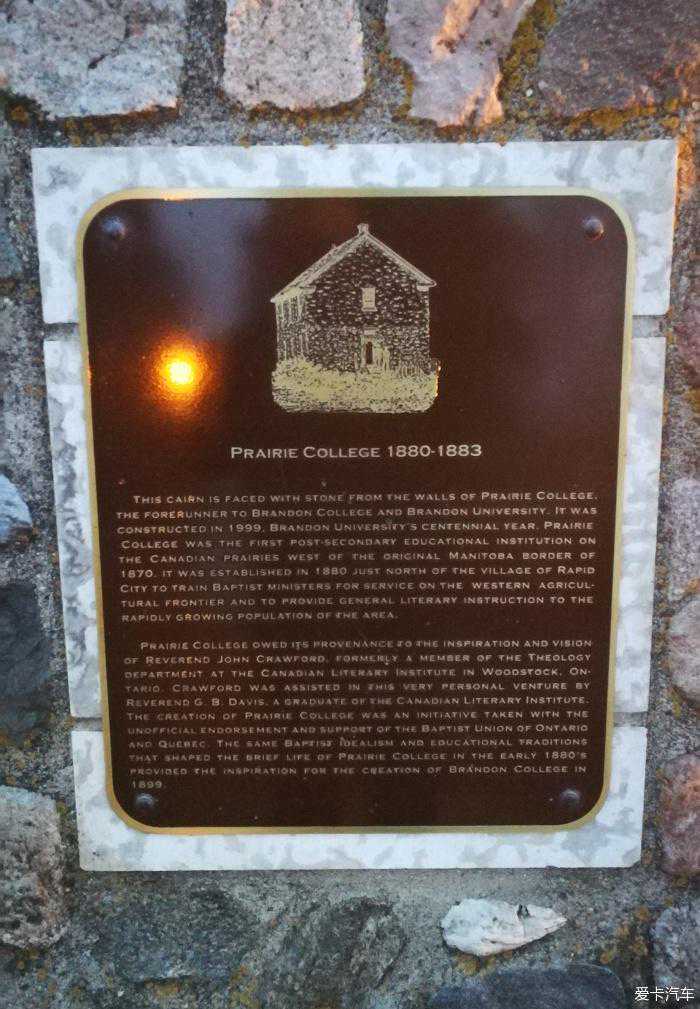 PRAIRIE COLLEGE 1880-1883
THIS CAIRN IS FACED WITH STONE FROM THE WALLS OF PRAIRIE COLLEGE,
THE FORERUNNER TO BRANDON COLLEGE AND BRANDON UNIVERSITY. IT WAS
CONSTRUCTED IN 1999, BRANDON UNIVERSITY'S CENTENNIAL YEAR. PRAIRIE
COLLEGE WAS THE FIRST POST-SECONDARY EDUCATIONAL INSTITUTION ON
THE CANADIAN PRAIRIES WEST OF THE ORIGINAL MANITOBA BORDER OF
1870. IT WAS ESTABLISHED IN 1880 JUST NORTH OF THE VILLAGE OF RAPID
CITY TO TRAIN BAPTIST MINISTERS FOR SERVICE ON THE WESTERN AGRICUL-
TURAL FRONTIER AND TO PROVIDE GENERAL LITERARY INSTRUCTION TO THE
RAPIDLY GROWING POPULATION OF THE AREA.
PRAIRIE COLLEGE OWED ITS PROVENANCE TO THE INSPIRATION AND VISION
OF REVEREND JOHN CRAWFORD, FORMERLY A MEMBER OF THE THEOLOGY
DEPARTMENT AT THE CANADIAN LITERARY INSTITUTE IN WOODSTOCK, ON-
TARIO. CRAWFORD WAS ASSISTED IN THIS VERY PERSONAL VENTURE BY
REVEREND G. B. DAVIS, A GRADUATE OF THE CANADIAN LITERARY INSTITUTE.
THE CREATION OF PRAIRIE COLLEGE WAS AN INITIATIVE TAKEN WITH THE
UNOFFICIAL ENDORSEMENT AND SUPPORT OF THE BAPTIST UNION OF ONTARIO
AND QUEBEC. THE SAME BAPTIST IDEALISM AND EDUCATIONAL TRADITIONS
THAT SHAPED THE BRIEF LIFE OF PRAIRIE COLLEGE IN THE EARLY 1880'S
PROVIDED THE INSPIRATION FOR THE CREATION OF BRANDON COLLEGE IN
1899.
爱卡汽车